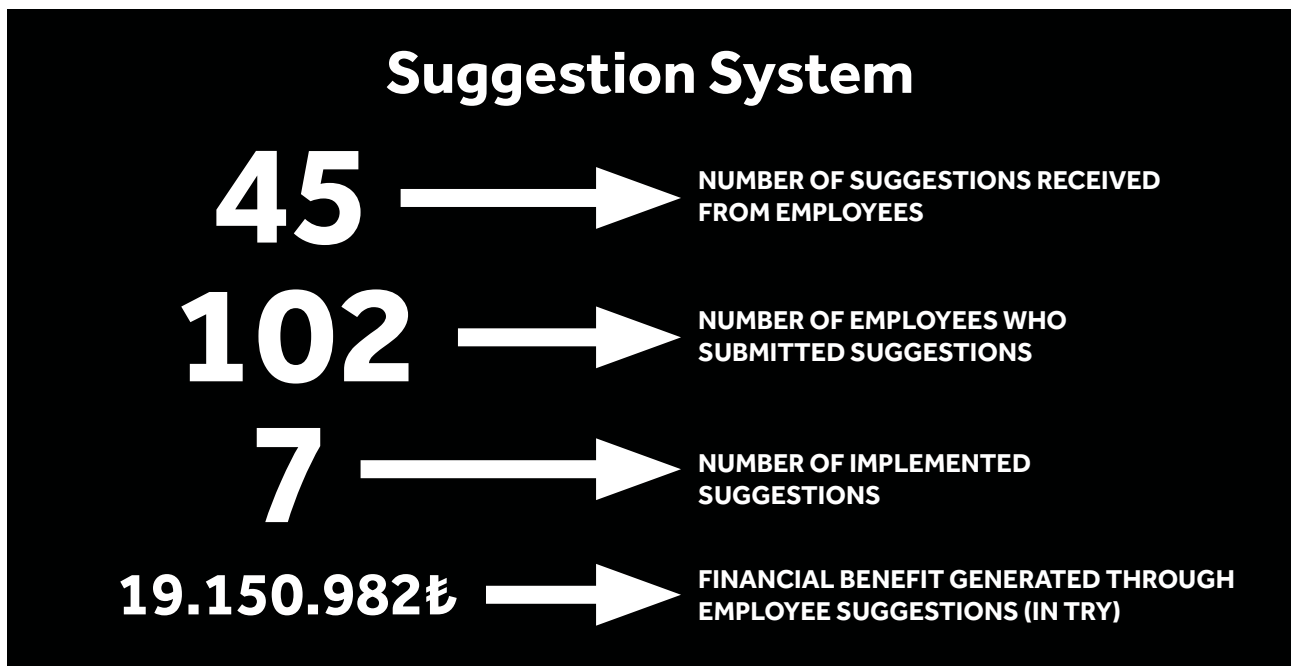 Suggestion System
45
NUMBER OF SUGGESTIONS RECEIVED
FROM EMPLOYEES
102
NUMBER OF EMPLOYEES WHO
SUBMITTED SUGGESTIONS
7
NUMBER OF IMPLEMENTED
SUGGESTIONS
19.150.982₺
FINANCIAL BENEFIT GENERATED THROUGH
EMPLOYEE SUGGESTIONS (IN TRY)